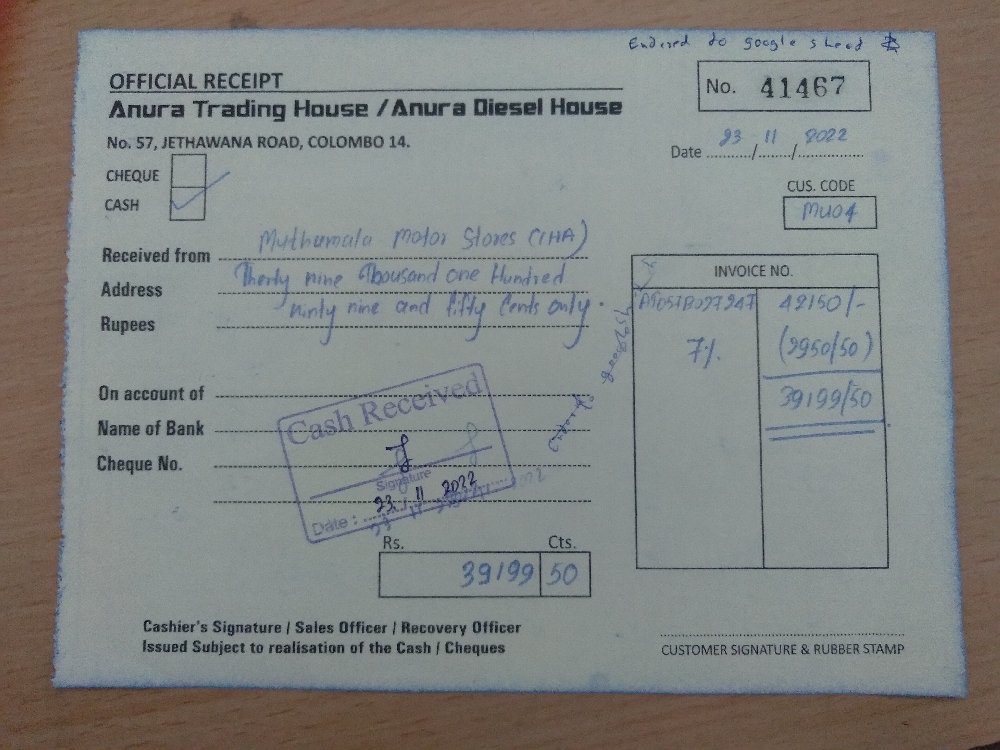 Entered to google sheed
OFFICIAL RECEIPT
No. 41467
Anura Trading House / Anura Diesel House
No. 57, JETHAWANA ROAD, COLOMBO 14.
Date 23/11/2022
CHEQUE
CASH
CUS. CODE
MU04
Received from Muthumala Motor Stores (IHA)
Address Therty nine Thousand one Hundred
Rupees ninty nine and fifty Cents only.
INVOICE NO.
42150/-
7% (2950/50)
39199/50
On account of
Name of Bank
Cheque No.
Cash Received
Signature
Date : 23/11 2022
Rs. Cts.
39199 50
Cashier's Signature / Sales Officer / Recovery Officer
Issued Subject to realisation of the Cash / Cheques
CUSTOMER SIGNATURE & RUBBER STAMP